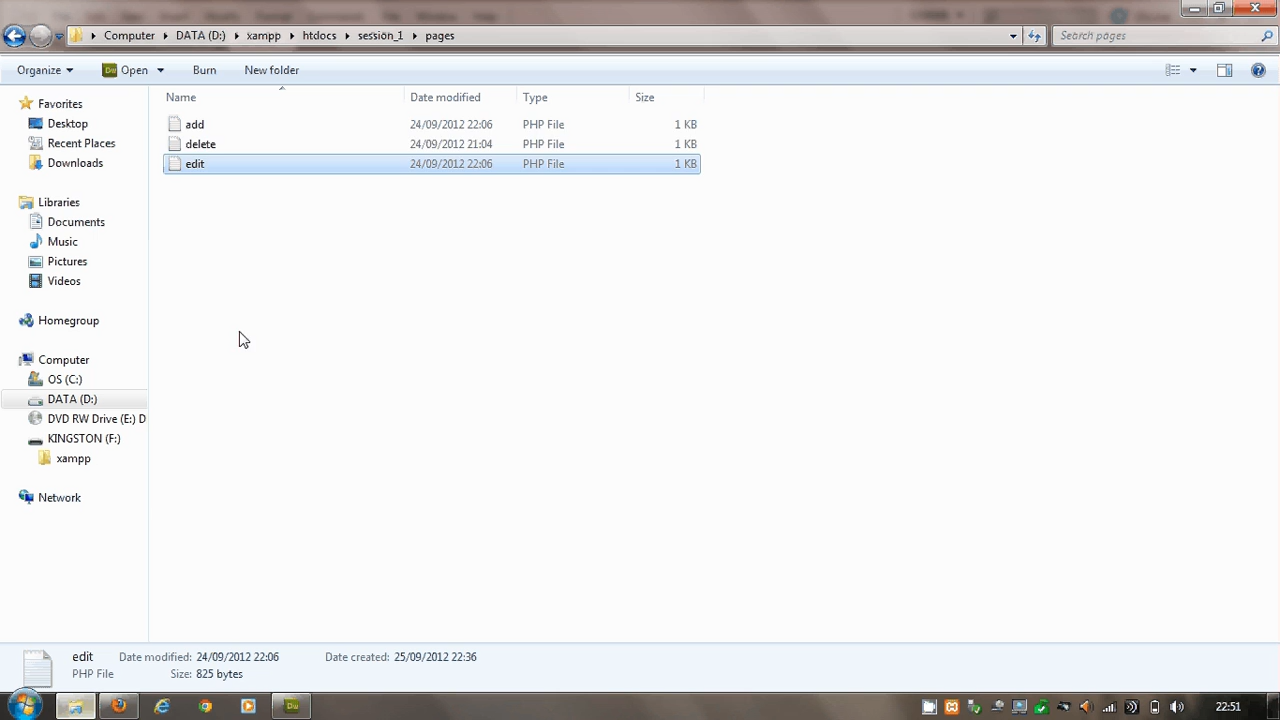 Computer DATA (D:) xampp htdocs session_1 pages Search pages
Organize Open Burn New folder
Name Date modified Type Size
Favorites
Desktop
Recent Places
Downloads
Libraries
Documents
Music
Pictures
Videos
Homegroup
Computer
OS (C:)
DATA (D:)
DVD RW Drive (E:) D
KINGSTON (F:)
xampp
Network
add 24/09/2012 22:06 PHP File 1 KB
delete 24/09/2012 21:04 PHP File 1 KB
edit 24/09/2012 22:06 PHP File 1 KB
edit Date modified: 24/09/2012 22:06 Date created: 25/09/2012 22:36
PHP File Size: 825 bytes
Dw
22:51